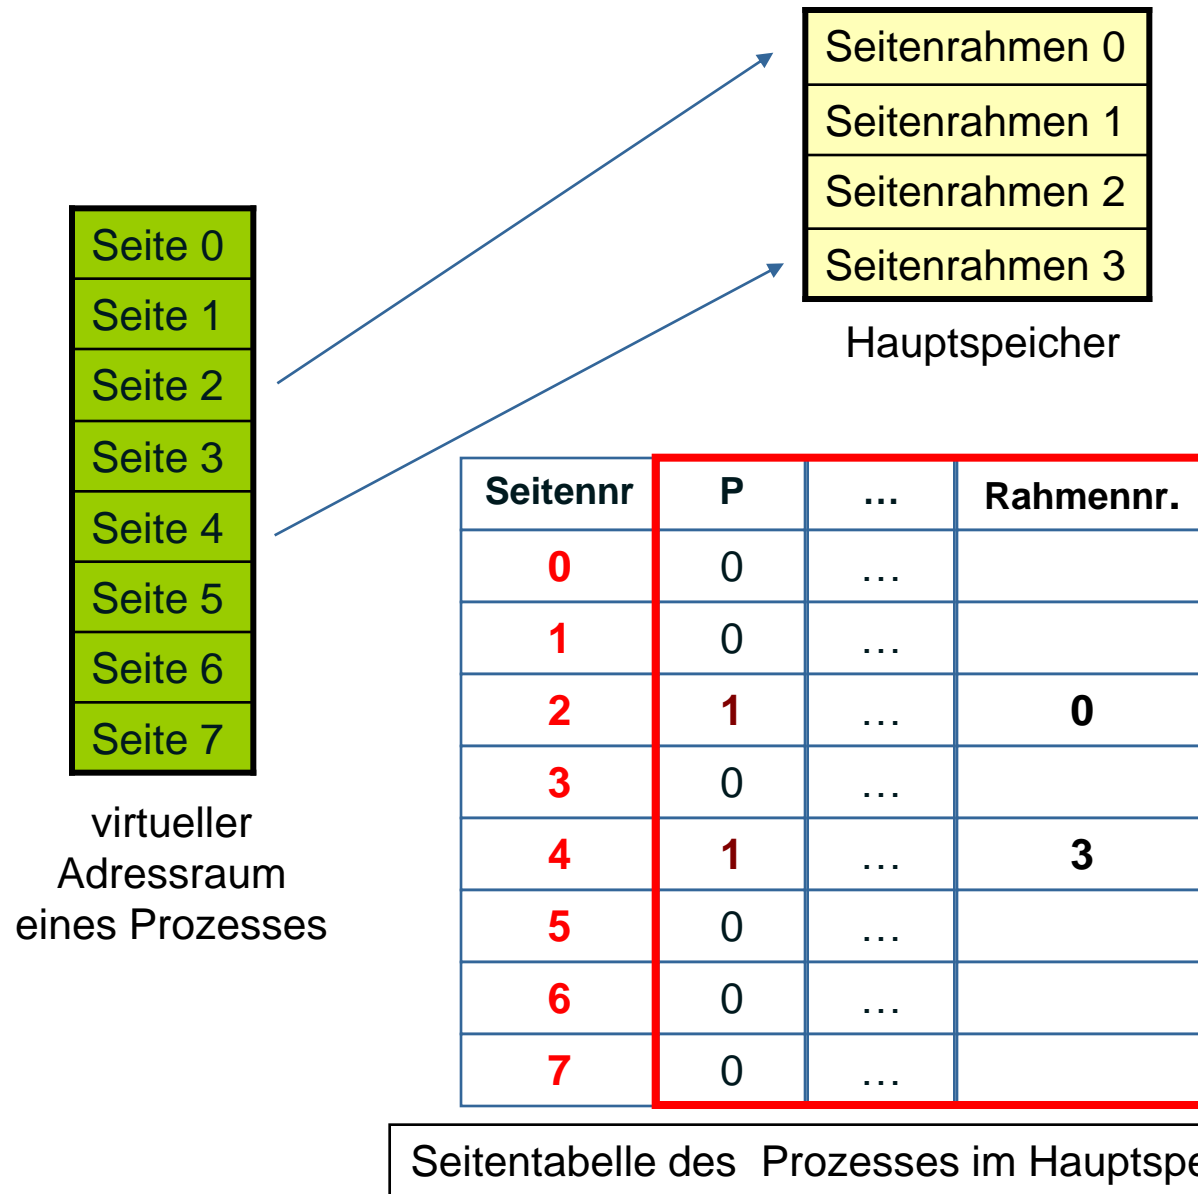 Seitenrahmen 0
Seitenrahmen 1
Seitenrahmen 2
Seitenrahmen 3
Hauptspeicher
Seite 0
Seite 1
Seite 2
Seite 3
Seite 4
Seite 5
Seite 6
Seite 7
virtueller
Adressraum
eines Prozesses
Seitennr P … Rahmennr.
0 0 …
1 0 …
2 1 … 0
3 0 …
4 1 … 3
5 0 …
6 0 …
7 0 …
Seitentabelle des Prozesses im